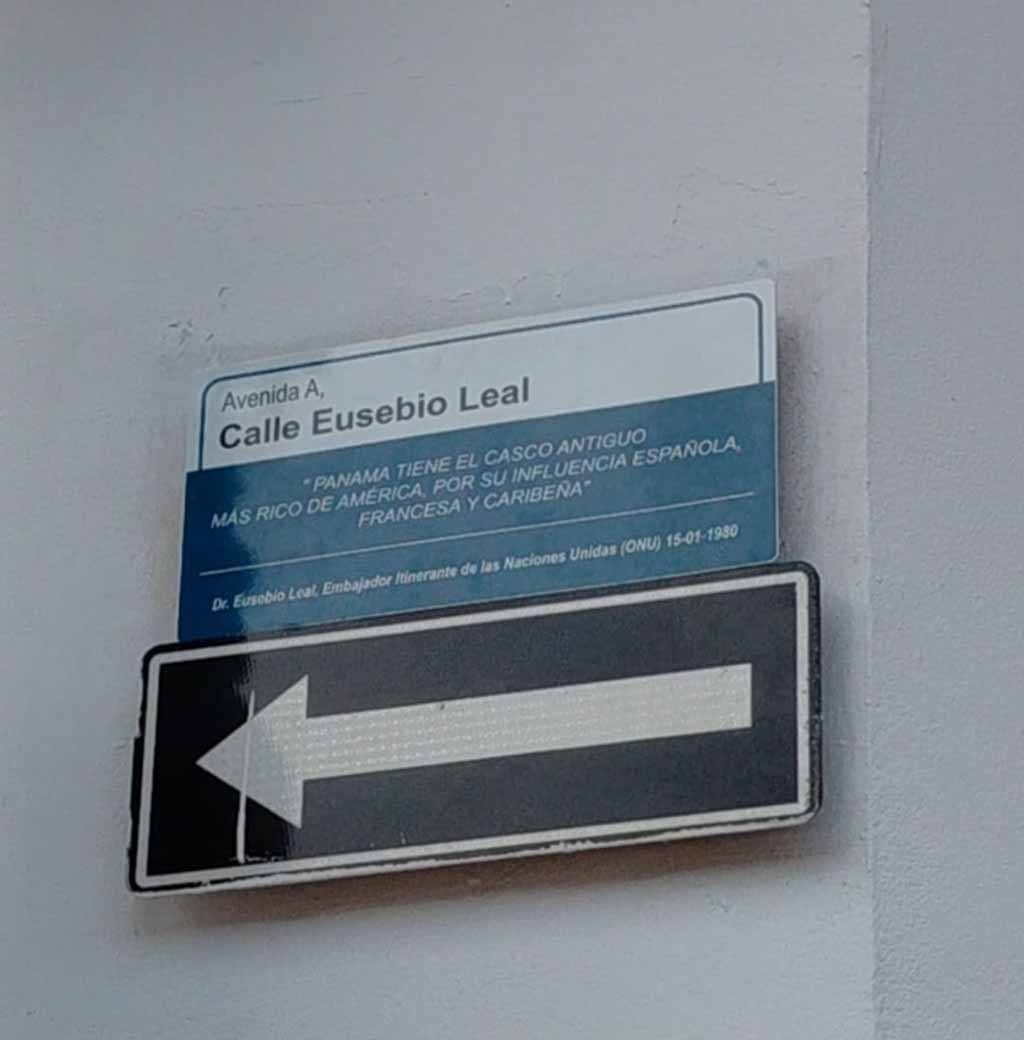 Avenida A,
Calle Eusebio Leal
"PANAMA TIENE EL CASCO ANTIGUO
MÁS RICO DE AMÉRICA, POR SU INFLUENCIA ESPAÑOLA,
FRANCESA Y CARIBEÑA"
Dr. Eusebio Leal, Embajador Itinerante de las Naciones Unidas (ONU) 15-01-1980